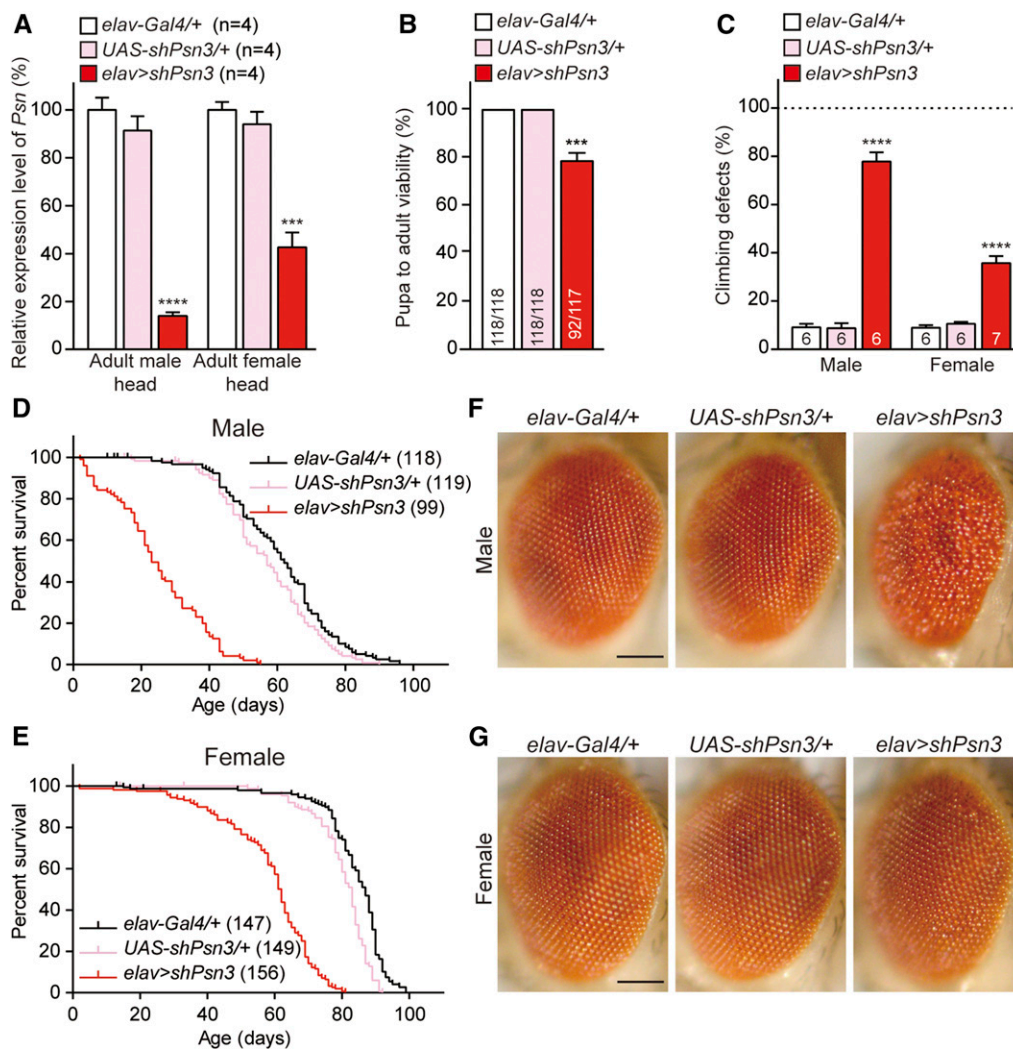 A
elav-Gal4/+ (n=4)
UAS-shPsn3/+ (n=4)
elav>shPsn3 (n=4)
Relative expression level of Psn (%)
100
80
60
40
20
0
****
***
Adult male head
Adult female head
B
elav-Gal4/+
UAS-shPsn3/+
elav>shPsn3
Pupa to adult viability (%)
100
80
60
40
20
0
***
118/118
118/118
92/117
C
elav-Gal4/+
UAS-shPsn3/+
elav>shPsn3
Climbing defects (%)
100
80
60
40
20
0
****
****
6 6 6 6 6 7
Male Female
D
Male
elav-Gal4/+ (118)
UAS-shPsn3/+ (119)
elav>shPsn3 (99)
Percent survival
100
80
60
40
20
0
0 20 40 60 80 100
Age (days)
E
Female
elav-Gal4/+ (147)
UAS-shPsn3/+ (149)
elav>shPsn3 (156)
Percent survival
100
80
60
40
20
0
0 20 40 60 80 100
Age (days)
F
elav-Gal4/+ UAS-shPsn3/+ elav>shPsn3
Male
G
elav-Gal4/+ UAS-shPsn3/+ elav>shPsn3
Female